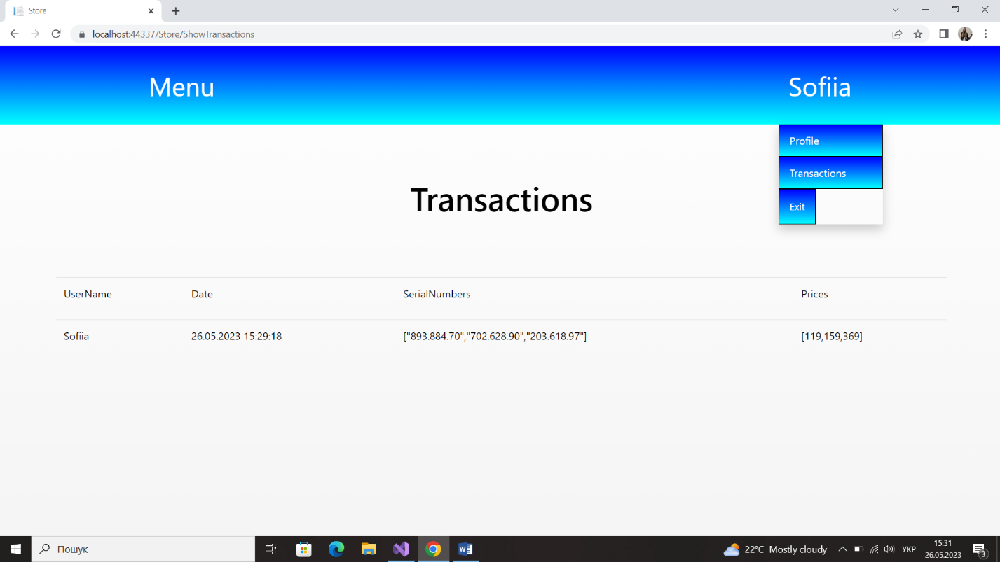 Store
localhost:44337/Store/ShowTransactions
Menu
Sofiia
Profile
Transactions
Exit
Transactions
UserName Date SerialNumbers Prices
Sofiia 26.05.2023 15:29:18 ["893.884.70","702.628.90","203.618.97"] [119,159,369]
Пошук
22°C Mostly cloudy
УКР
15:31
26.05.2023
3